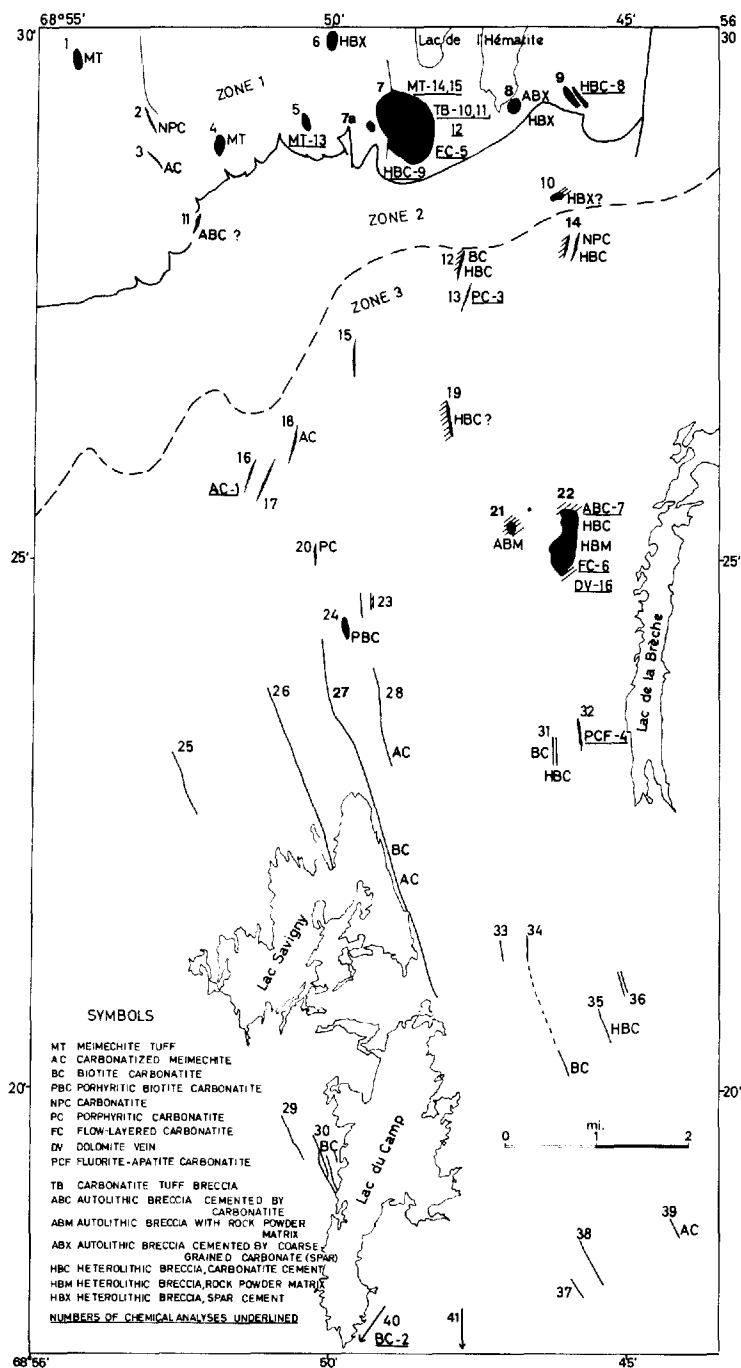 68° 55'
50'
45'
56
30'
30
1
MT
6
HBX
Lac de l'Hématite
ZONE 1
7
MT-14, 15
8
ABX
9
HBC-8
2
NPC
5
7a
TB-10, 11,
12
HBX
4
MT
MT-13
FC-5
3
AC
HBC-9
10
HBX?
11
ABC ?
ZONE 2
14
NPC
HBC
12
BC
HBC
13
PC-3
ZONE 3
15
19
HBC ?
18
AC
16
AC-1
17
21
ABM
22
ABC-7
HBC
HBM
FC-6
DV-16
25'
25'
20
PC
23
24
PBC
Lac de la Brèche
26
27
28
AC
25
31
BC
HBC
32
PCF-4
BC
AC
Lac Savigny
33
34
36
35
HBC
BC
20'
20'
29
30
BC
Lac du Camp
mi.
0
1
2
39
AC
38
37
40
BC-2
41
SYMBOLS
MT MEIMECHITE TUFF
AC CARBONATIZED MEIMECHITE
BC BIOTITE CARBONATITE
PBC PORHYRITIC BIOTITE CARBONATITE
NPC CARBONATITE
PC PORPHYRITIC CARBONATITE
FC FLOW-LAYERED CARBONATITE
DV DOLOMITE VEIN
PCF FLUORITE-APATITE CARBONATITE
TB CARBONATITE TUFF BRECCIA
ABC AUTOLITHIC BRECCIA CEMENTED BY
CARBONATITE
ABM AUTOLITHIC BRECCIA WITH ROCK POWDER
MATRIX
ABX AUTOLITHIC BRECCIA CEMENTED BY COARSE
GRAINED CARBONATE (SPAR)
HBC HETEROLITHIC BRECCIA, CARBONATITE CEMENT
HBM HETEROLITHIC BRECCIA, ROCK POWDER MATRIX
HBX HETEROLITHIC BRECCIA, SPAR CEMENT
NUMBERS OF CHEMICAL ANALYSES UNDERLINED
68° 56'
50'
45'